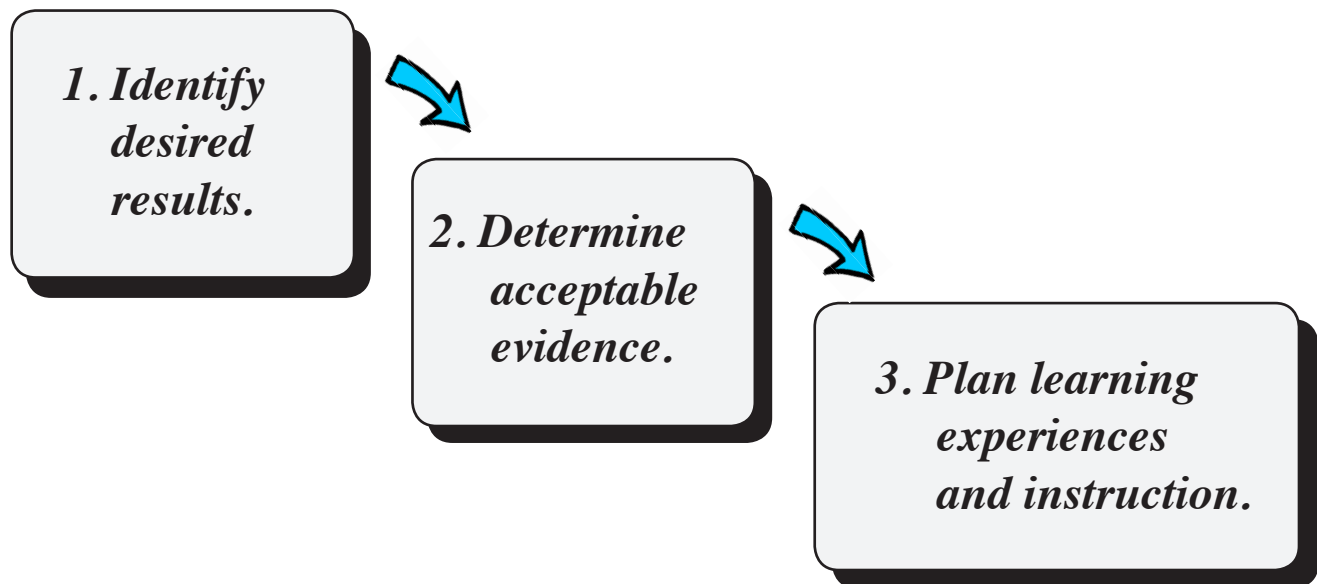 1. Identify
desired
results.
2. Determine
acceptable
evidence.
3. Plan learning
experiences
and instruction.